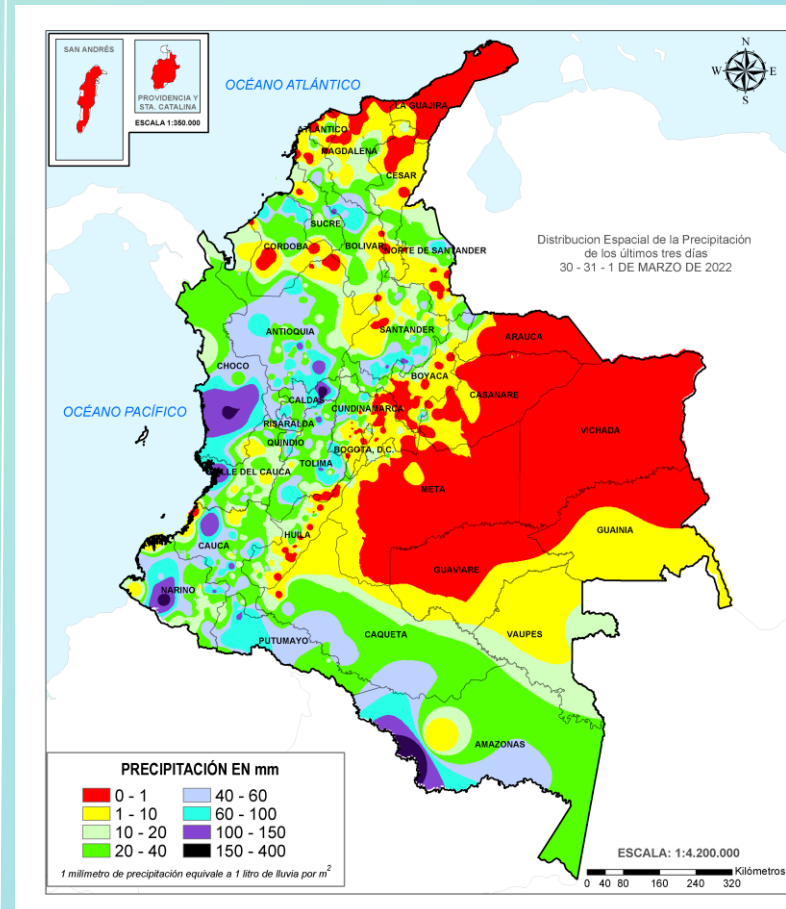 SAN ANDRÉS
PROVIDENCIA Y
STA. CATALINA
ESCALA 1:350.000
OCÉANO ATLÁNTICO
N
W
E
S
LA GUAJIRA
ATLANTICO
MAGDALENA
CESAR
SUCRE
CORDOBA
BOLIVAR
NORTE DE SANTANDER
Distribucion Espacial de la Precipitación
de los últimos tres días
30 - 31 - 1 DE MARZO DE 2022
ANTIOQUIA
SANTANDER
ARAUCA
CHOCO
BOYACA
CASANARE
OCÉANO PACÍFICO
CALDAS
CUNDINAMARCA
RISARALDA
VICHADA
QUINDIO
BOGOTA, D.C.
TOLIMA
VALLE DEL CAUCA
META
GUAINIA
HUILA
CAUCA
GUAVIARE
NARINO
CAQUETA
VAUPES
PUTUMAYO
AMAZONAS
PRECIPITACIÓN EN mm
0 - 1
40 - 60
1 - 10
60 - 100
10 - 20
100 - 150
20 - 40
150 - 400
1 milímetro de precipitación equivale a 1 litro de lluvia por m²
ESCALA: 1:4.200.000
Kilómetros
0 40 80 160 240 320